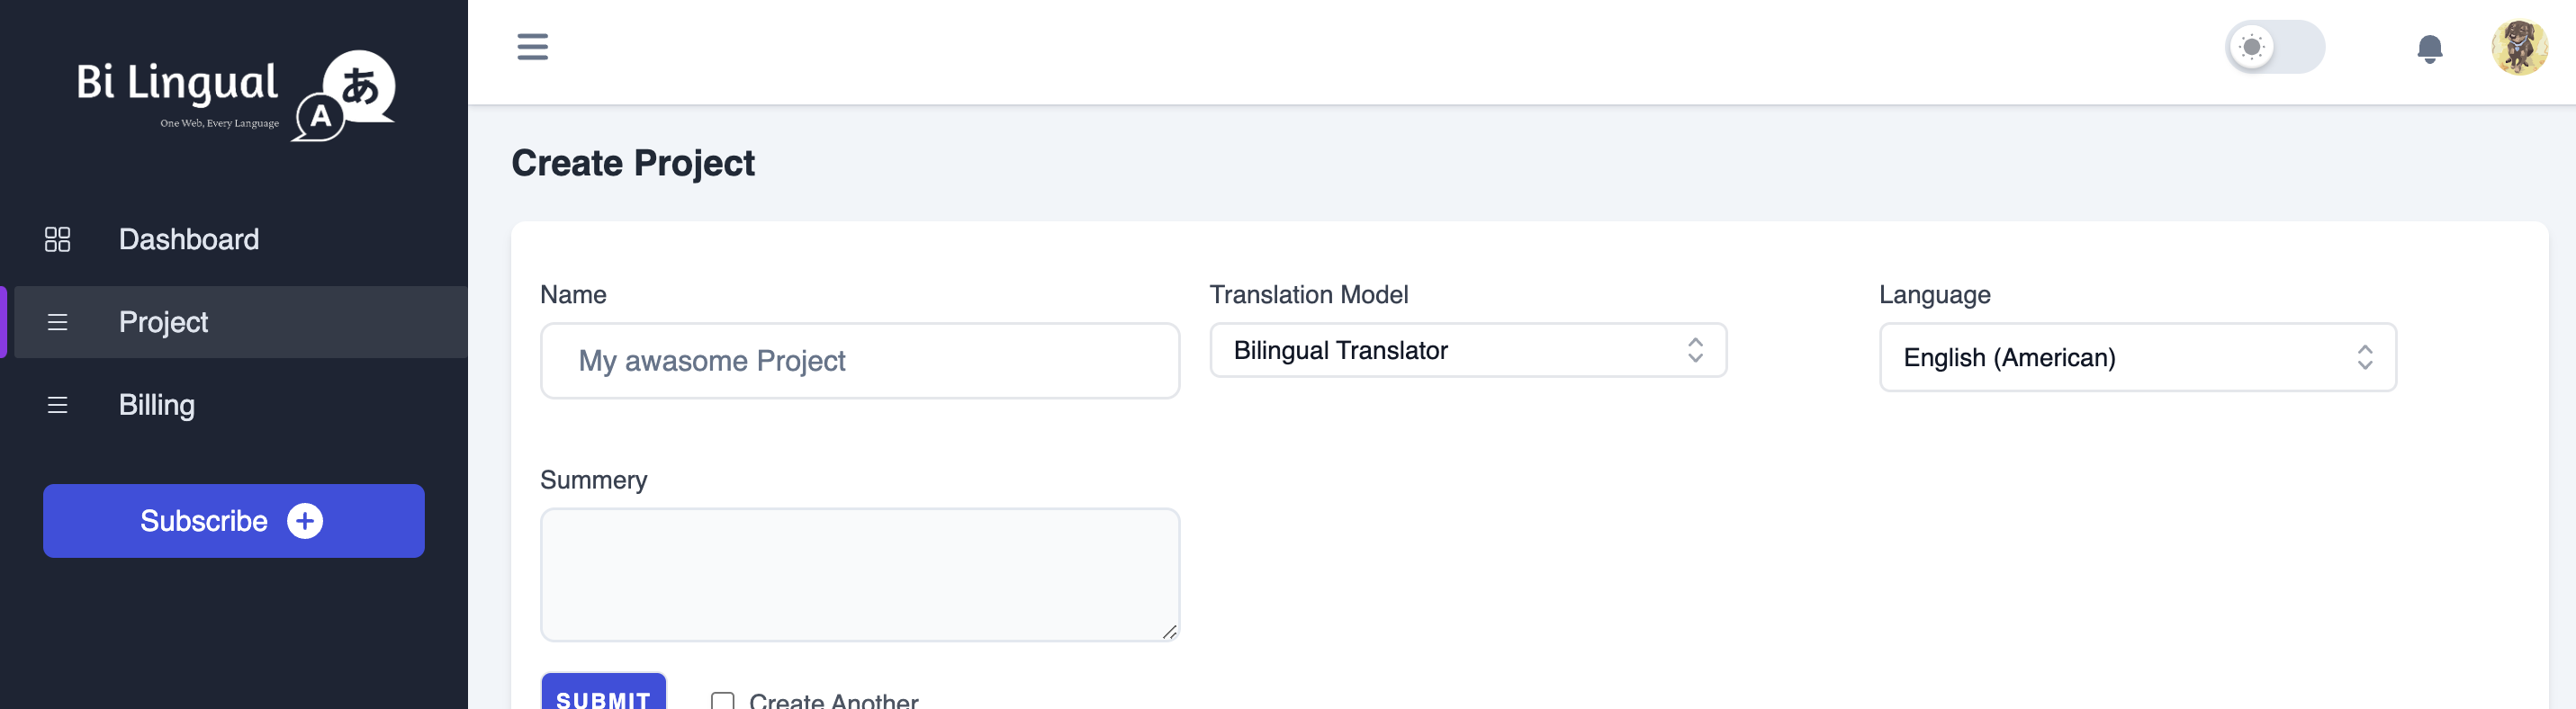 Bi Lingual
One Web, Every Language
A あ
Dashboard
Project
Billing
Subscribe
Create Project
Name
My awasome Project
Translation Model
Bilingual Translator
Language
English (American)
Summery
SUBMIT
Create Another